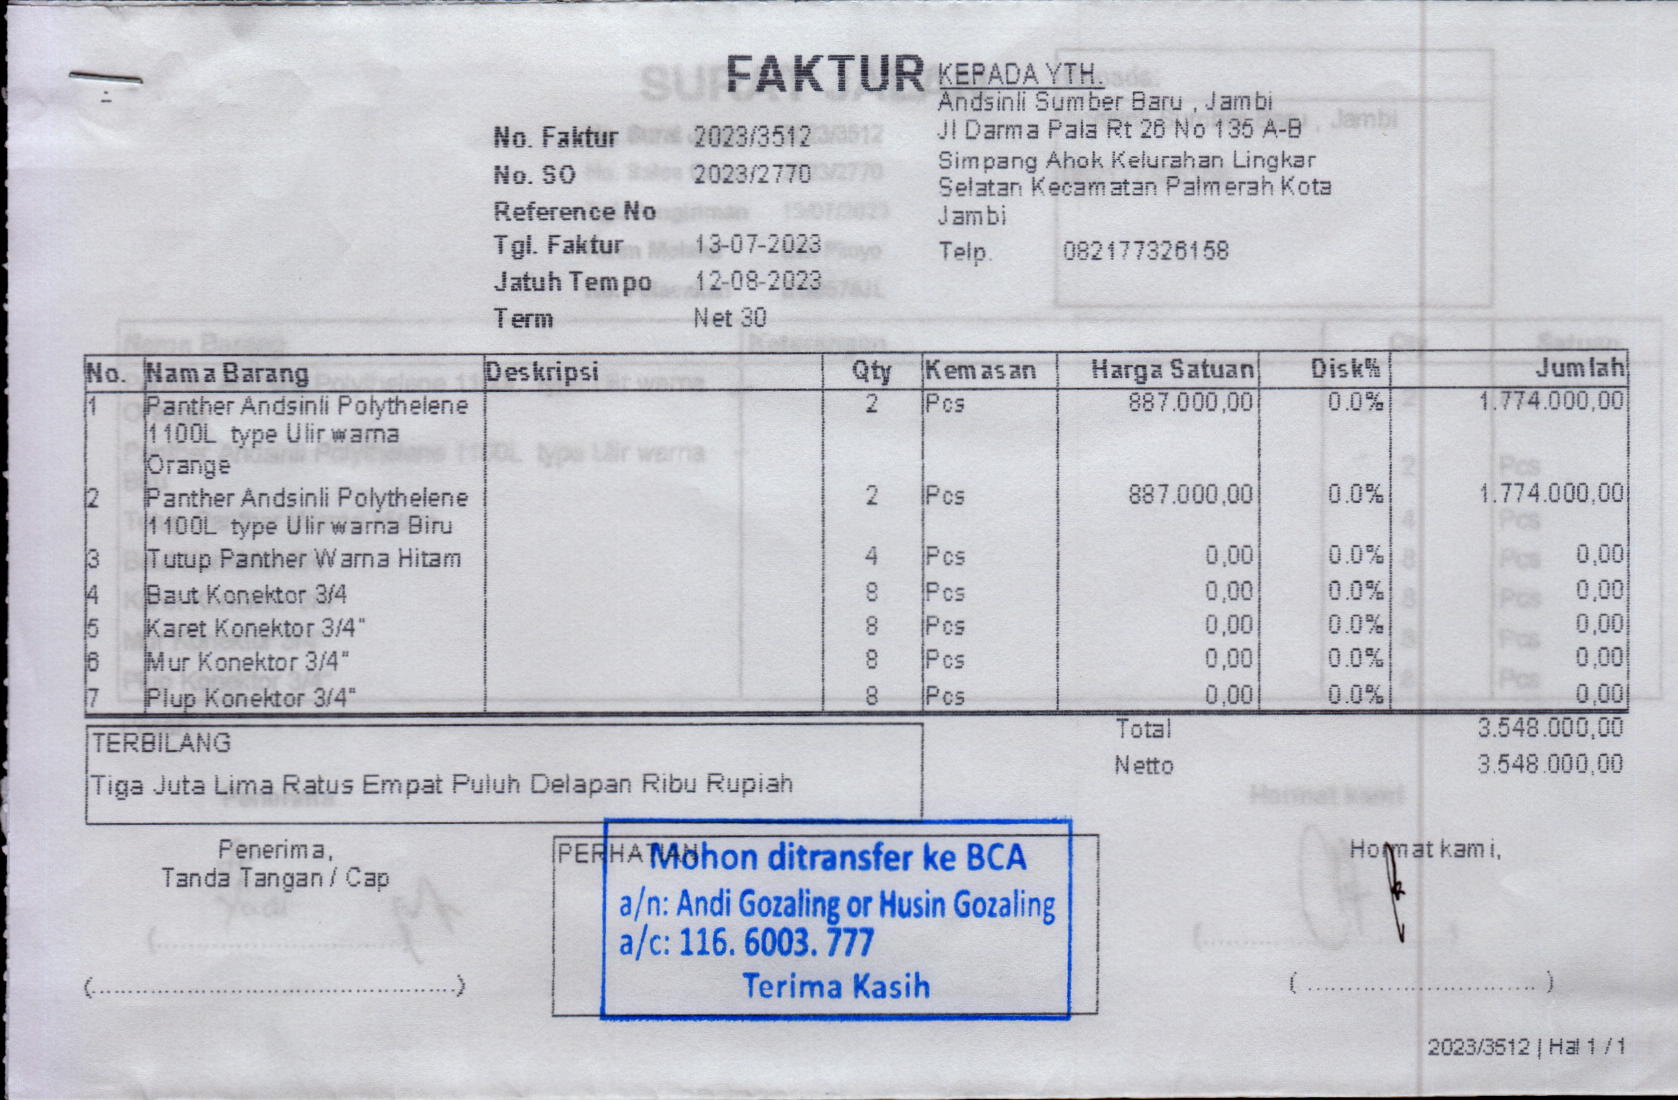 FAKTUR
KEPADA YTH.
Andsinli Sumber Baru , Jambi
Jl Darma Pala Rt 26 No 135 A-B
Simpang Ahok Kelurahan Lingkar
Selatan Kecamatan Palmerah Kota
Jambi
Telp. 082177326158
No. Faktur 2023/3512
No. SO 2023/2770
Reference No
Tgl. Faktur 13-07-2023
Jatuh Tempo 12-08-2023
Term Net 30
No. Nama Barang Deskripsi Qty Kemasan Harga Satuan Disk% Jumlah
1 Panther Andsinli Polythelene 2 Pcs 887.000,00 0.0% 1.774.000,00
1100L type Ulir warna
Orange
2 Panther Andsinli Polythelene 2 Pcs 887.000,00 0.0% 1.774.000,00
1100L type Ulir warna Biru
3 Tutup Panther Warna Hitam 4 Pcs 0,00 0.0% 0,00
4 Baut Konektor 3/4 8 Pcs 0,00 0.0% 0,00
5 Karet Konektor 3/4" 8 Pcs 0,00 0.0% 0,00
6 Mur Konektor 3/4" 8 Pcs 0,00 0.0% 0,00
7 Plup Konektor 3/4" 8 Pcs 0,00 0.0% 0,00
Total 3.548.000,00
Netto 3.548.000,00
TERBILANG
Tiga Juta Lima Ratus Empat Puluh Delapan Ribu Rupiah
Penerima,
Tanda Tangan / Cap
(..............................................)
PERHATIAN
Mohon ditransfer ke BCA
a/n: Andi Gozaling or Husin Gozaling
a/c: 116. 6003. 777
Terima Kasih
Hormat kami,
( ............................. )
2023/3512 | Hal 1 / 1